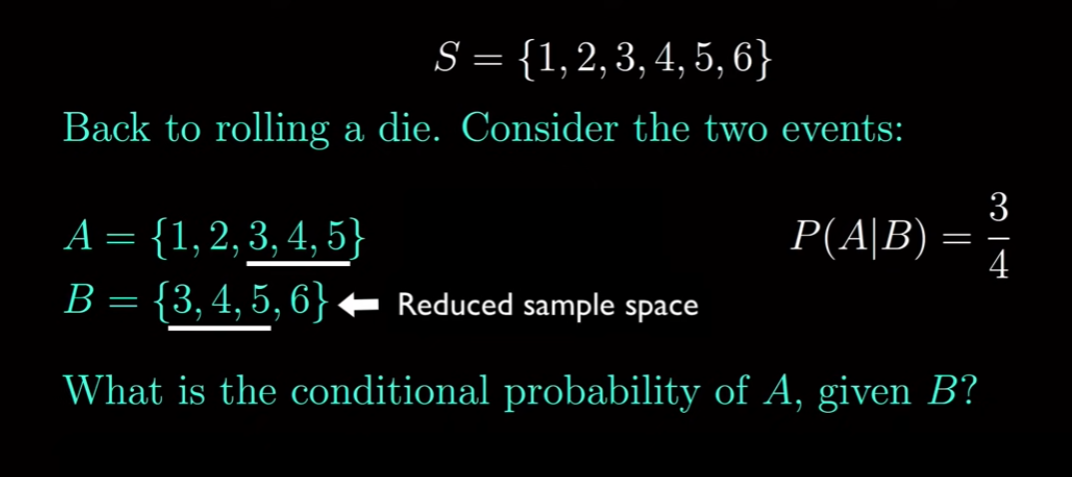 S = {1, 2, 3, 4, 5, 6}
Back to rolling a die. Consider the two events:
A = {1, 2, 3, 4, 5}
P(A|B) = 3/4
B = {3, 4, 5, 6} ← Reduced sample space
What is the conditional probability of A, given B?